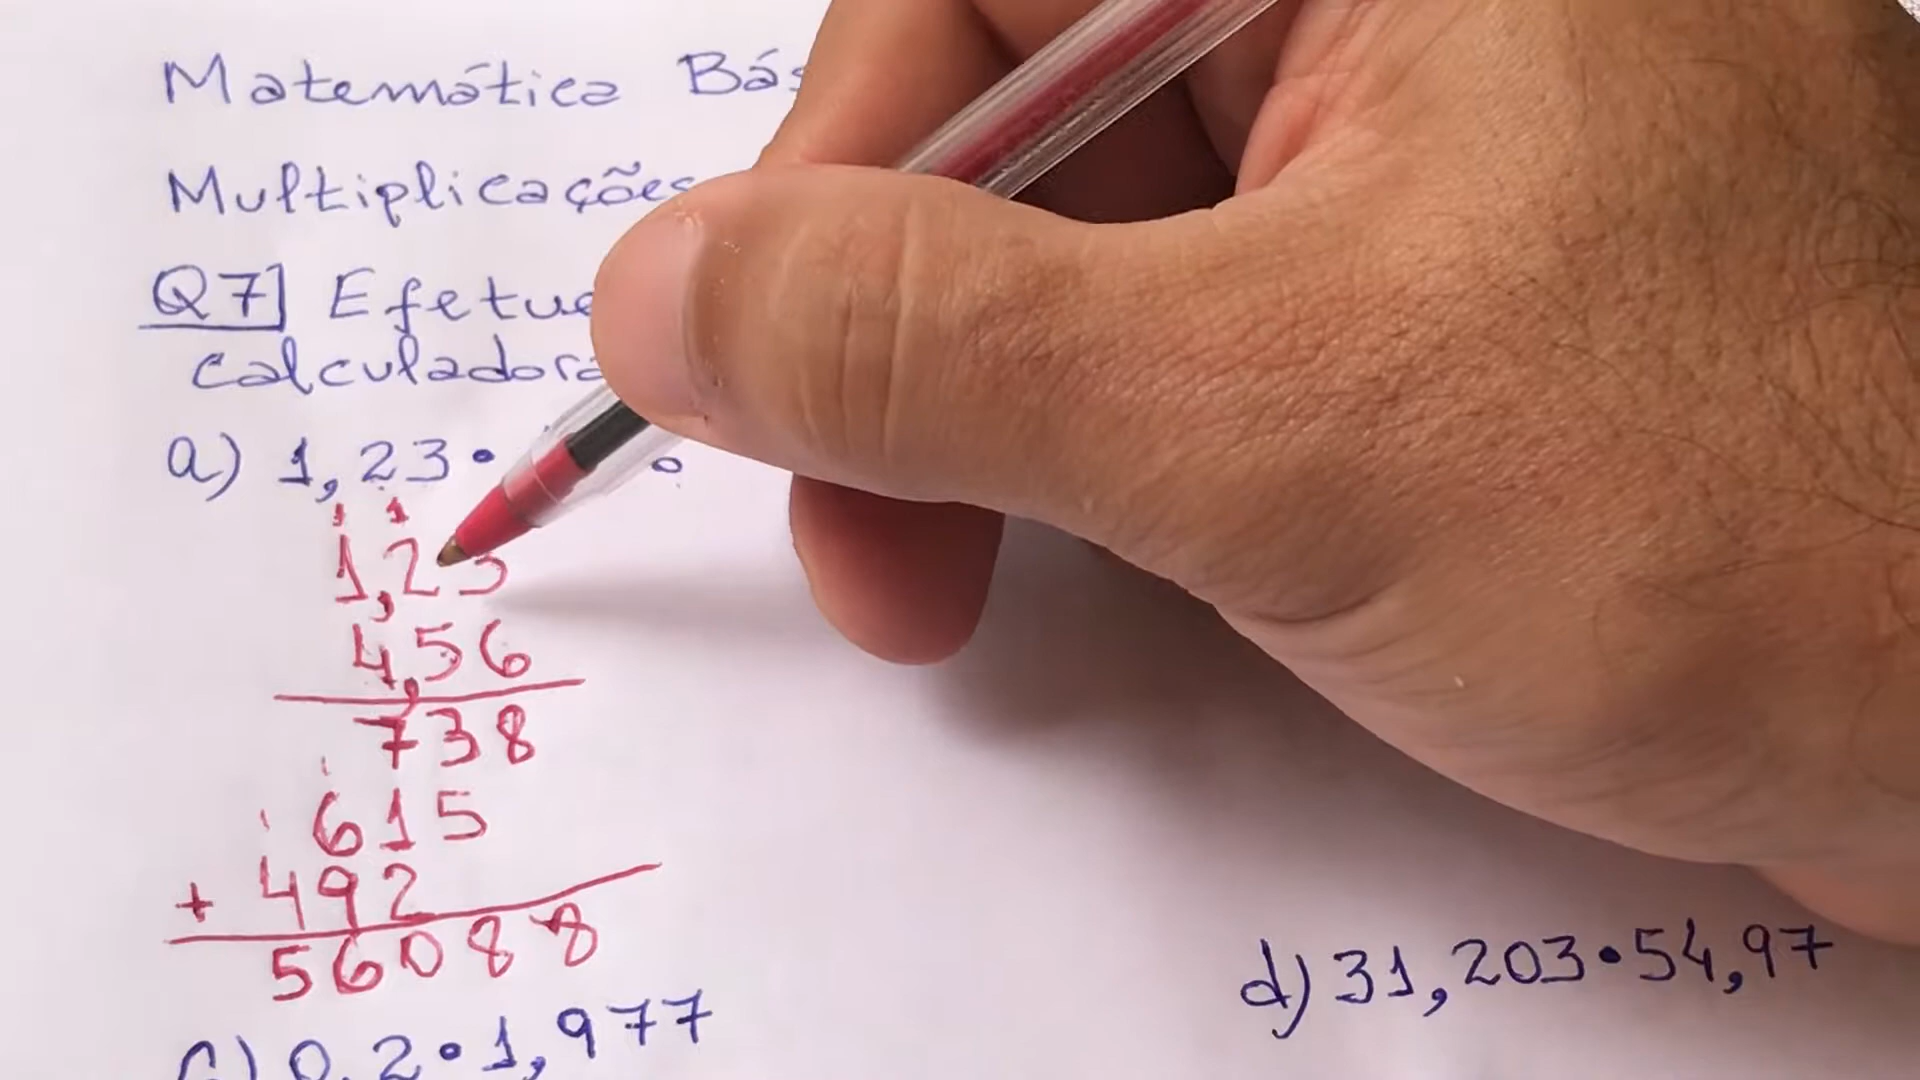 Matemática Bás
Multiplicações
Q7] Efetue
calculadora
a) 1,23 •
1 1
1,23
4,56
738
615
+ 492
56088
c) 0,2 • 1,977
d) 31,203 • 54,97